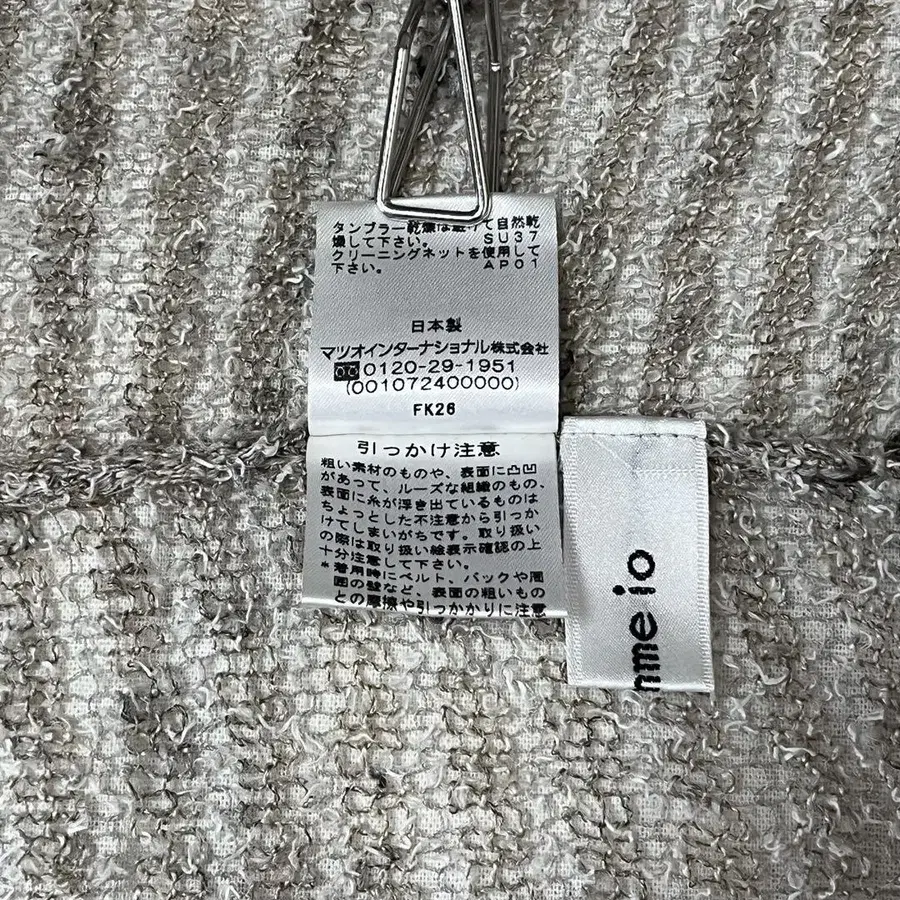 タンブラー乾燥は避けて自然乾
燥して下さい。 SU37
クリーニングネットを使用して
下さい。 AP01
日本製
マツオインターナショナル株式会社
0120-29-1951
(001072400000)
FK26
引っかけ注意
粗い素材のものや、表面に凸凹
があって、ルーズな組織のもの、
表面に糸が浮き出ているものは
ちょっとした不注意から引っか
けてしまいがちです。取り扱い
の際は取り扱い絵表示確認の上
十分注意して下さい。
*着用時にベルト、バックや周
囲の壁など、表面の粗いもの
との摩擦や引っかかりに注意
mme io